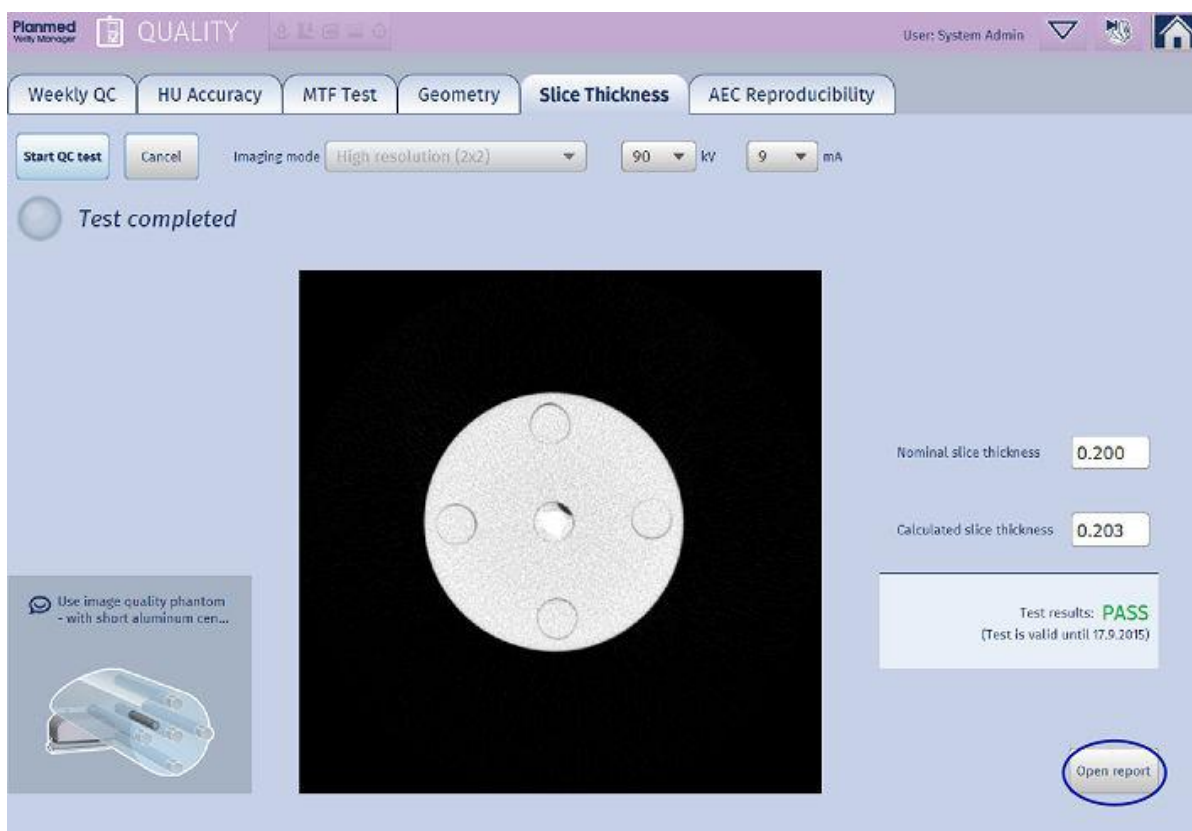 Planmed
Verity Manager
QUALITY
User: System Admin
Weekly QC
HU Accuracy
MTF Test
Geometry
Slice Thickness
AEC Reproducibility
Start QC test
Cancel
Imaging mode
High resolution (2x2)
90
kV
9
mA
Test completed
Nominal slice thickness
0.200
Calculated slice thickness
0.203
Use image quality phantom
- with short aluminum cen...
Test results: PASS
(Test is valid until 17.9.2015)
Open report